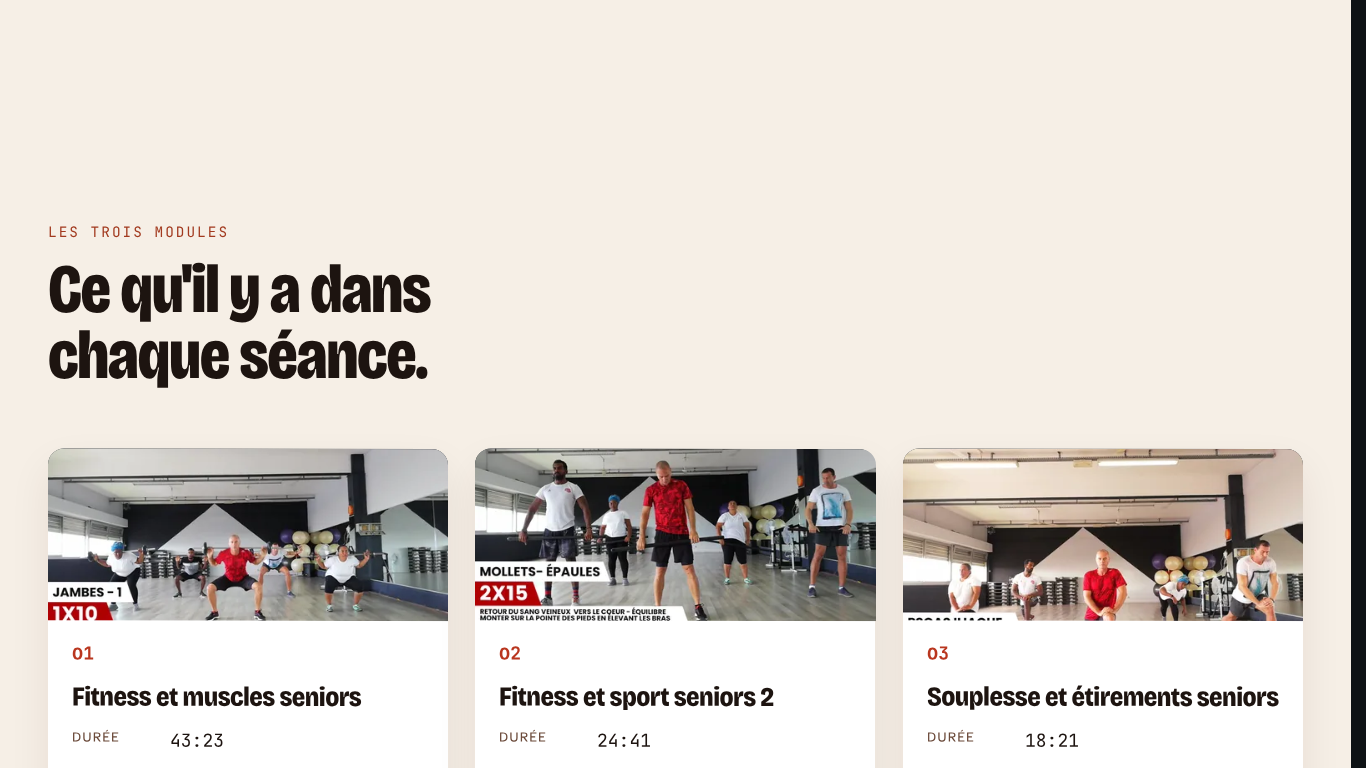 LES TROIS MODULES
Ce qu'il y a dans
chaque séance.
JAMBES - 1
1X10
MOLLETS- ÉPAULES
2X15
RETOUR DU SANG VEINEUX VERS LE CŒUR - ÉQUILIBRE
MONTER SUR LA POINTE DES PIEDS EN ÉLEVANT LES BRAS
01
Fitness et muscles seniors
DURÉE 43:23
02
Fitness et sport seniors 2
DURÉE 24:41
03
Souplesse et étirements seniors
DURÉE 18:21